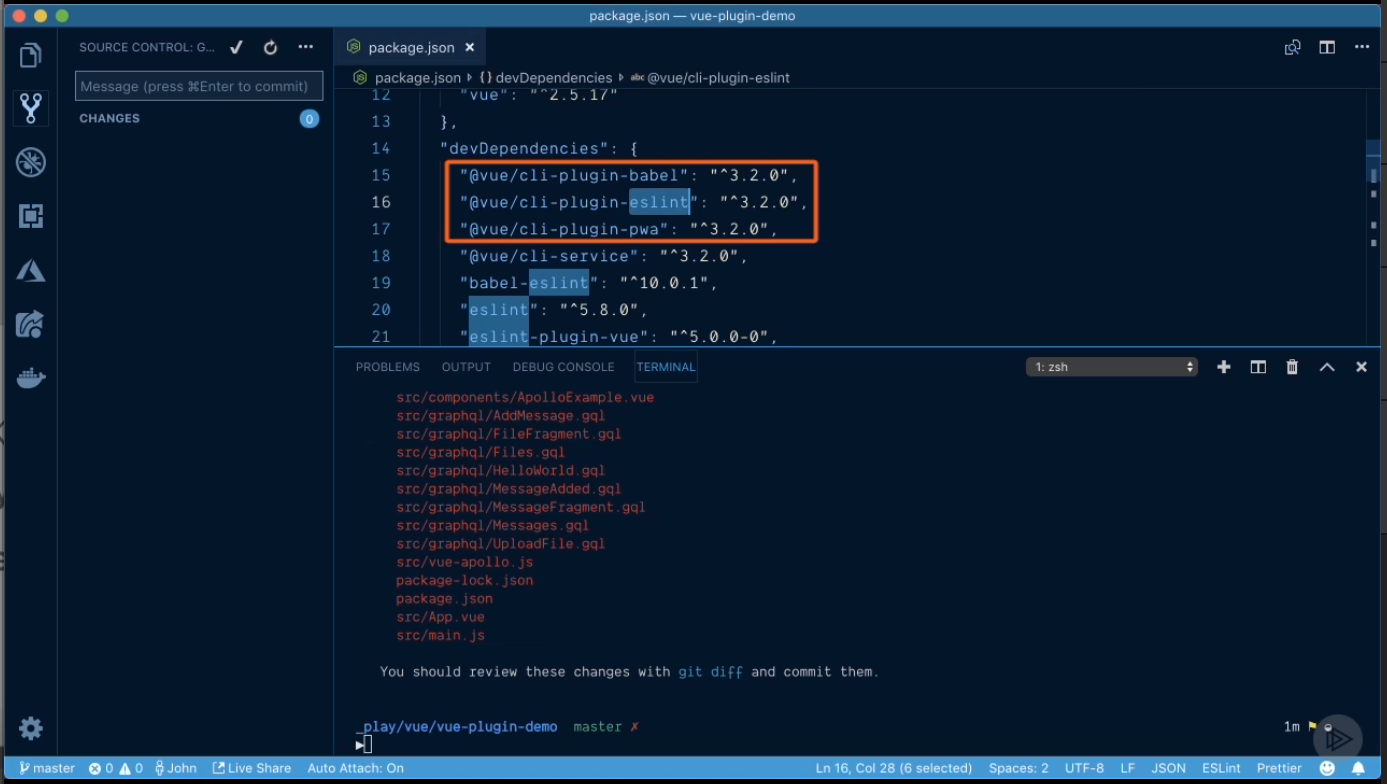 package.json — vue-plugin-demo
SOURCE CONTROL: G...
Message (press ⌘Enter to commit)
CHANGES
0
package.json
package.json {} devDependencies abc @vue/cli-plugin-eslint
12 "vue": "^2.5.17"
13 },
14 "devDependencies": {
15 "@vue/cli-plugin-babel": "^3.2.0",
16 "@vue/cli-plugin-eslint": "^3.2.0",
17 "@vue/cli-plugin-pwa": "^3.2.0",
18 "@vue/cli-service": "^3.2.0",
19 "babel-eslint": "^10.0.1",
20 "eslint": "^5.8.0",
21 "eslint-plugin-vue": "^5.0.0-0",
PROBLEMS OUTPUT DEBUG CONSOLE TERMINAL 1: zsh
src/components/ApolloExample.vue
src/graphql/AddMessage.gql
src/graphql/FileFragment.gql
src/graphql/Files.gql
src/graphql/HelloWorld.gql
src/graphql/MessageAdded.gql
src/graphql/MessageFragment.gql
src/graphql/Messages.gql
src/graphql/UploadFile.gql
src/vue-apollo.js
package-lock.json
package.json
src/App.vue
src/main.js
You should review these changes with git diff and commit them.
_play/vue/vue-plugin-demo master ✗ 1m
master 0 0 John Live Share Auto Attach: On Ln 16, Col 28 (6 selected) Spaces: 2 UTF-8 LF JSON ESLint Prettier